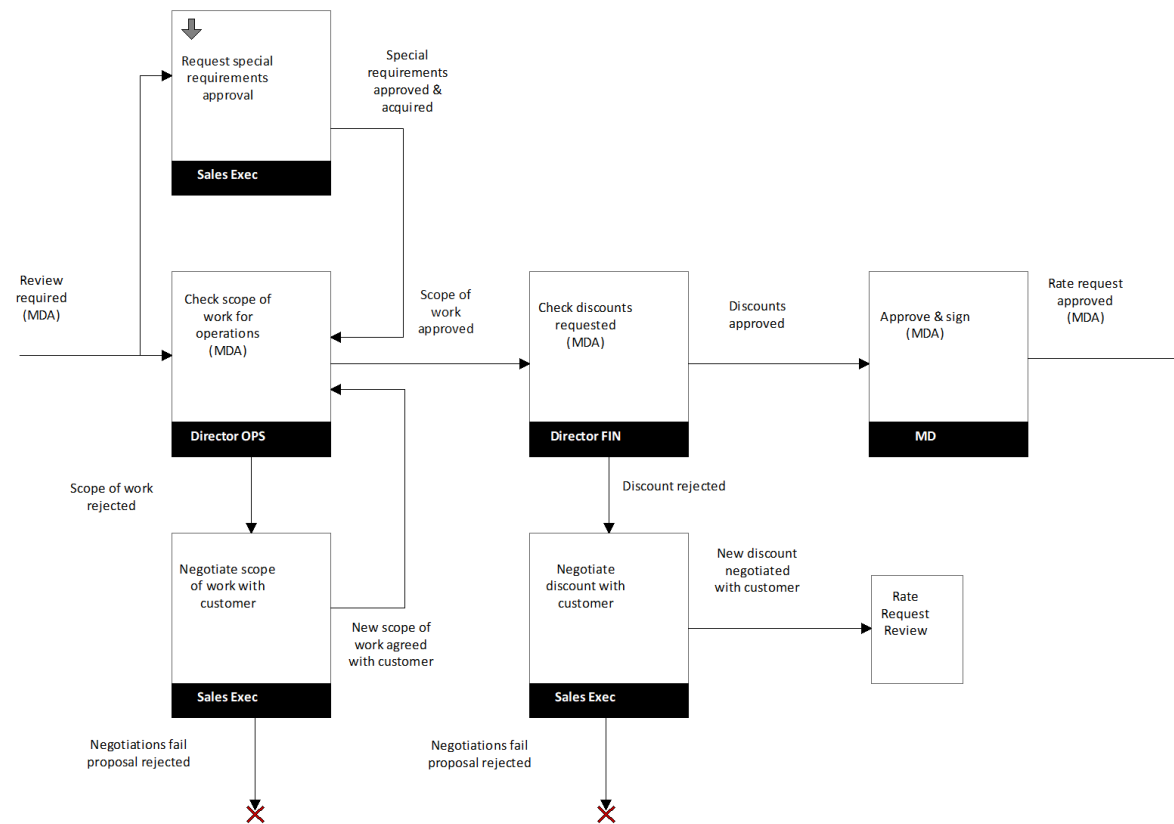 Request special
requirements
approval
Sales Exec
Special
requirements
approved &
acquired
Review
required
(MDA)
Check scope of
work for
operations
(MDA)
Director OPS
Scope of
work
approved
Check discounts
requested
(MDA)
Director FIN
Discounts
approved
Approve & sign
(MDA)
MD
Rate request
approved
(MDA)
Scope of work
rejected
Discount rejected
Negotiate scope
of work with
customer
Sales Exec
New scope of
work agreed
with customer
Negotiate
discount with
customer
Sales Exec
New discount
negotiated
with customer
Rate
Request
Review
Negotiations fail
proposal rejected
Negotiations fail
proposal rejected